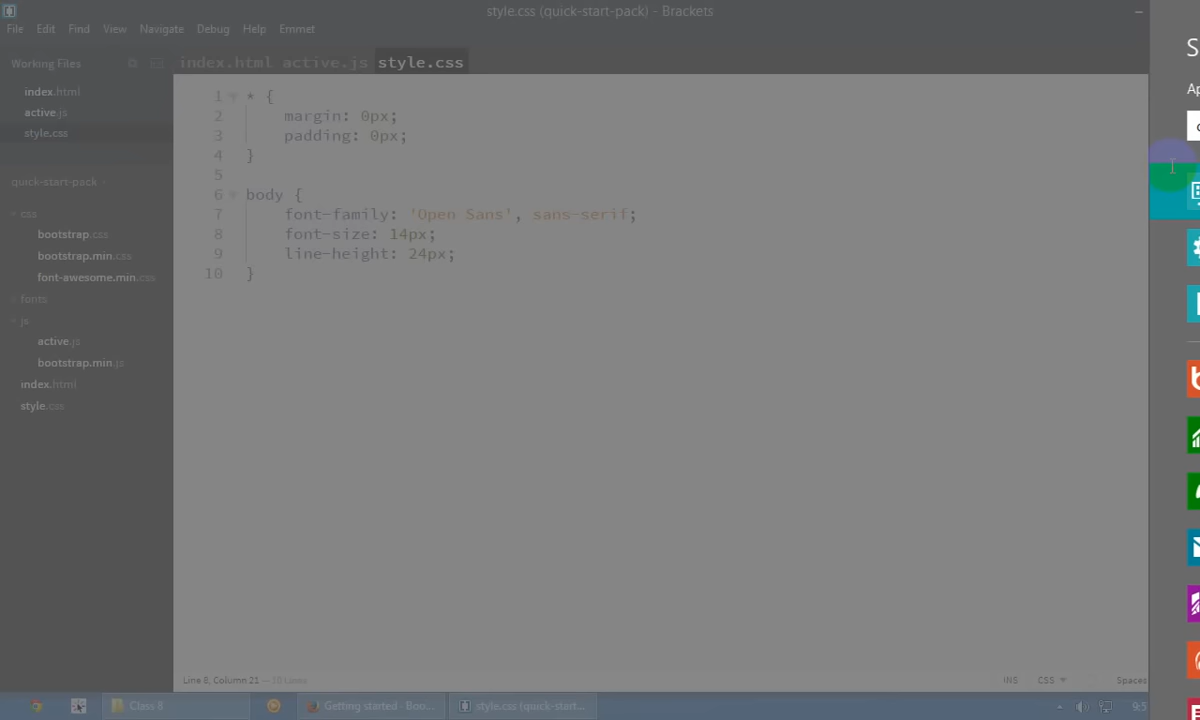 style.css (quick-start-pack) - Brackets
File Edit Find View Navigate Debug Help Emmet
Working Files
index.html
active.js
style.css
quick-start-pack
css
bootstrap.css
bootstrap.min.css
font-awesome.min.css
fonts
js
active.js
bootstrap.min.js
index.html
style.css
index.html active.js style.css
1 * {
2 margin: 0px;
3 padding: 0px;
4 }
5
6 body {
7 font-family: 'Open Sans', sans-serif;
8 font-size: 14px;
9 line-height: 24px;
10 }
Line 8, Column 21 — 10 Lines
INS CSS Spaces
S
Ap
Class 8
Getting started · Boo...
style.css (quick-start...
9:5